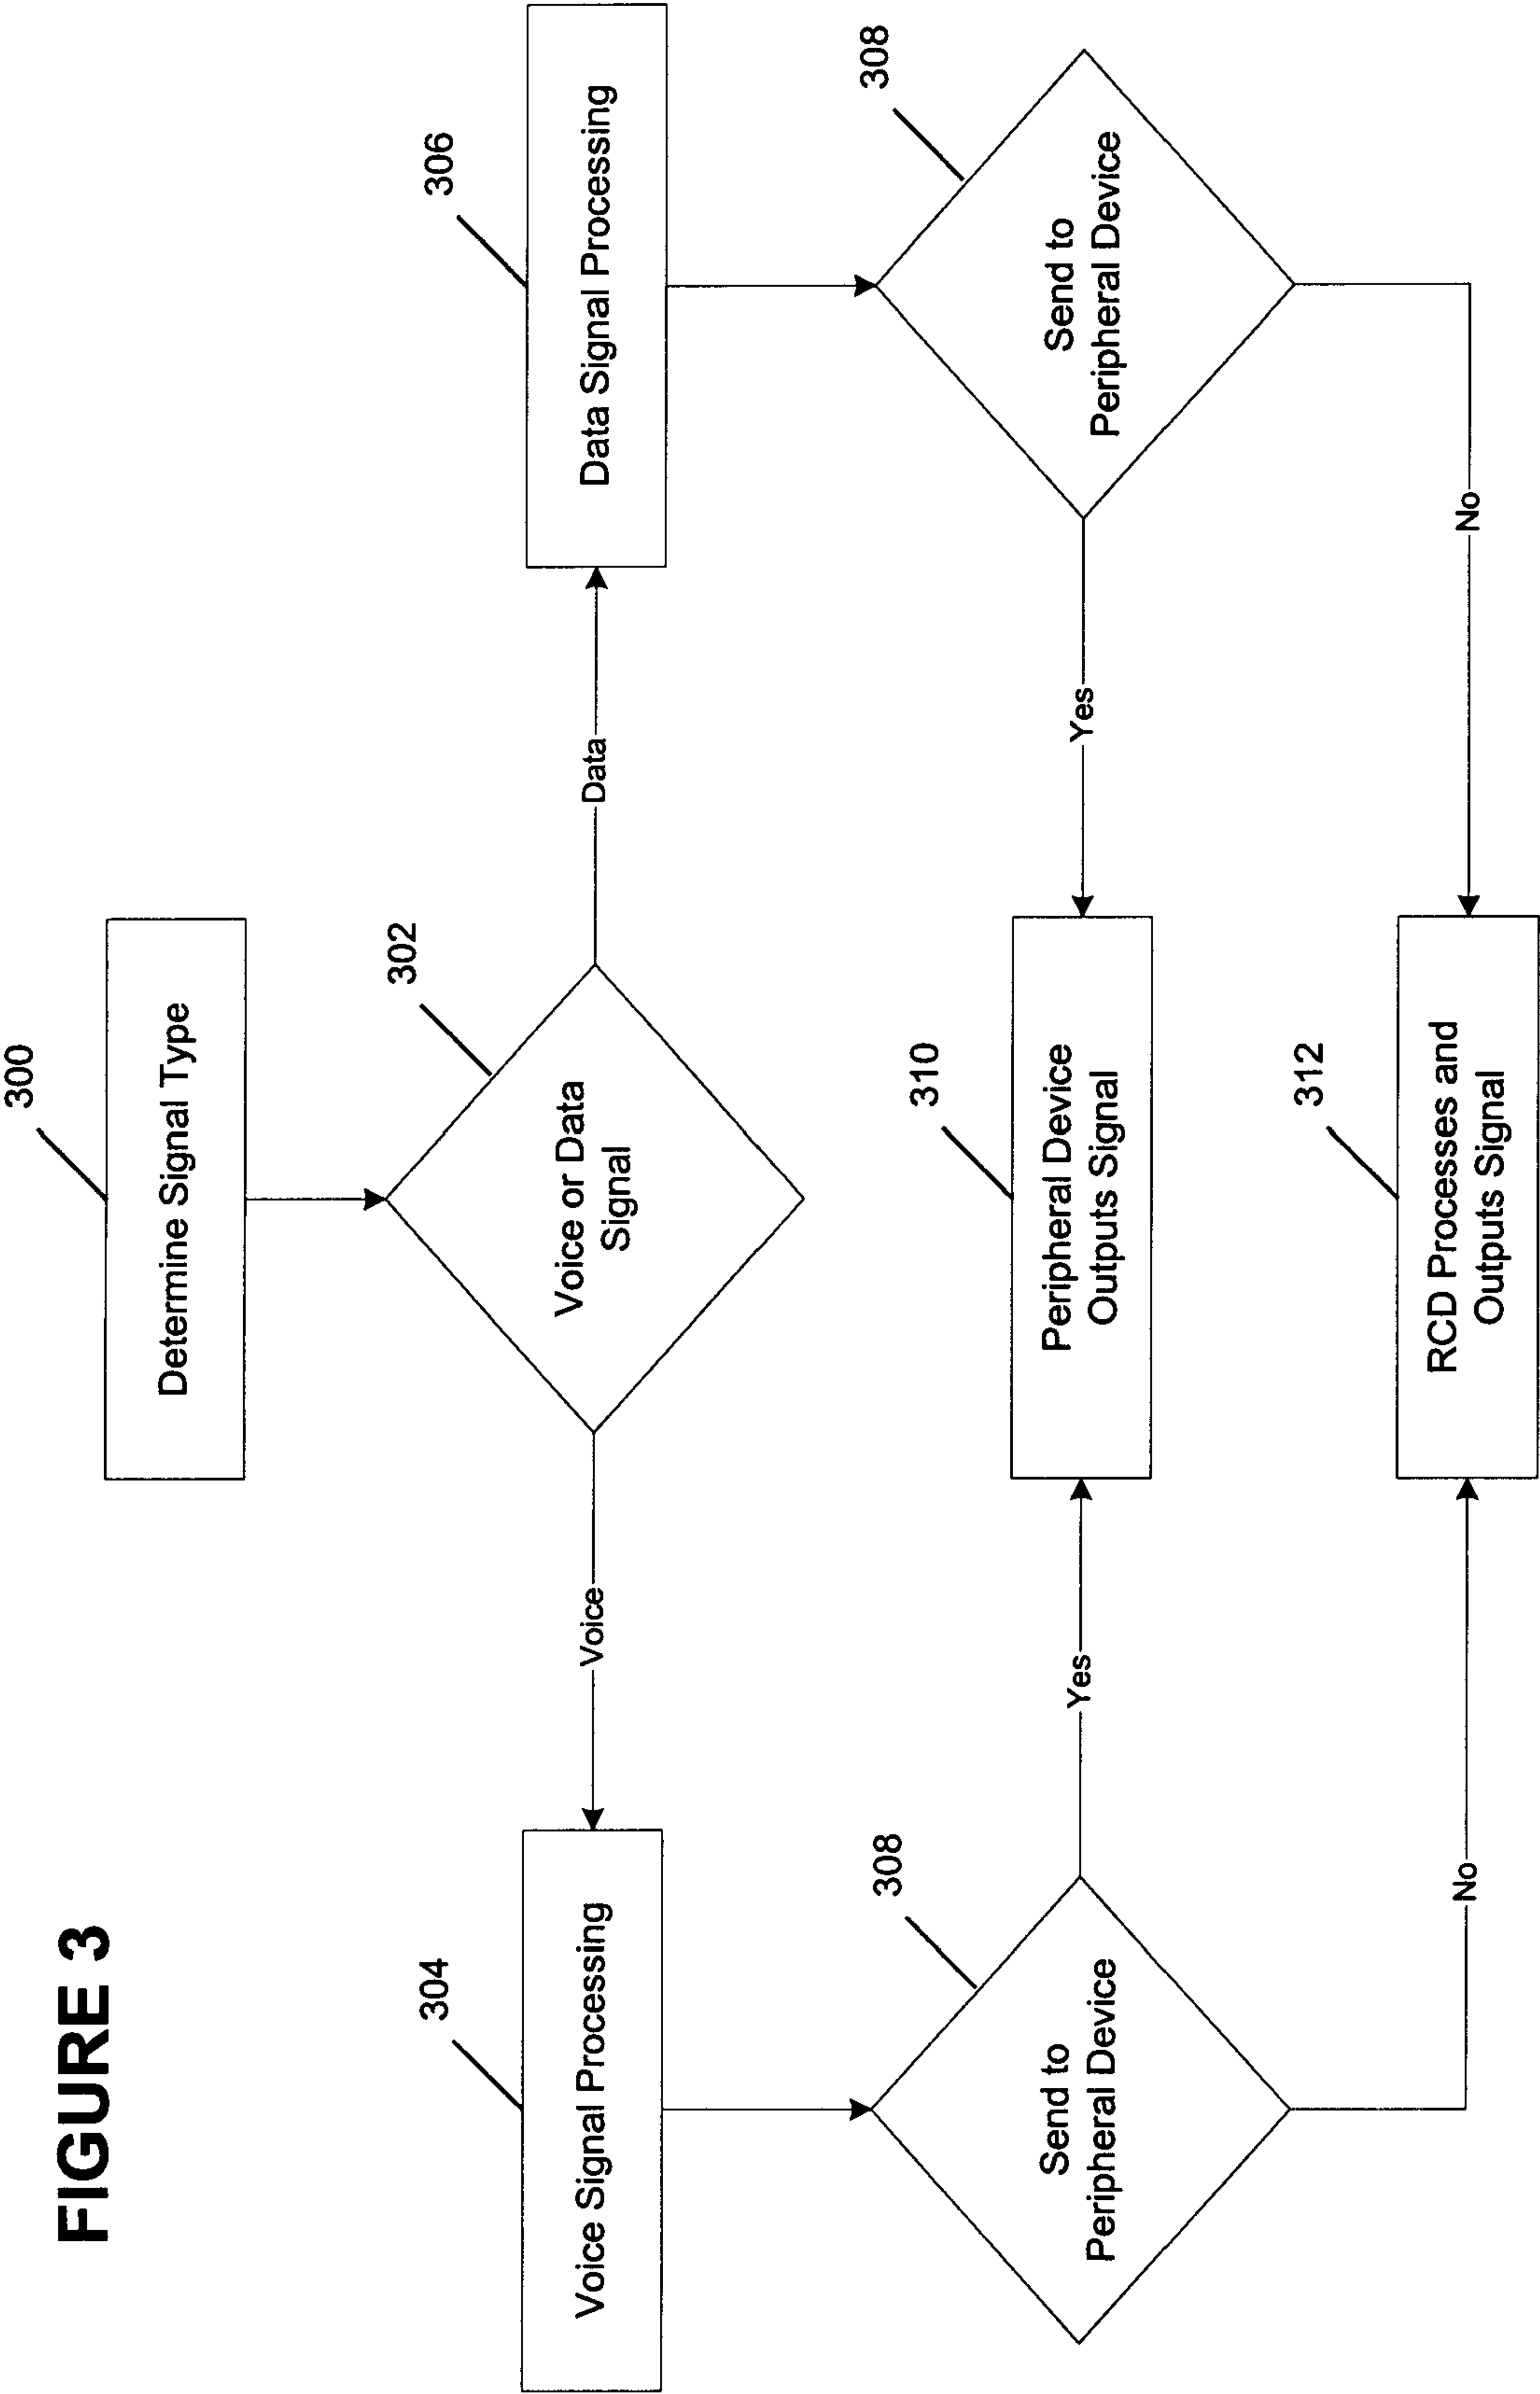 FIGURE 3
300
Determine Signal Type
302
Voice or Data
Signal
Voice
Data
304
Voice Signal Processing
306
Data Signal Processing
308
Send to
Peripheral Device
Yes
310
Peripheral Device
Outputs Signal
Yes
308
Send to
Peripheral Device
No
312
RCD Processes and
Outputs Signal
No